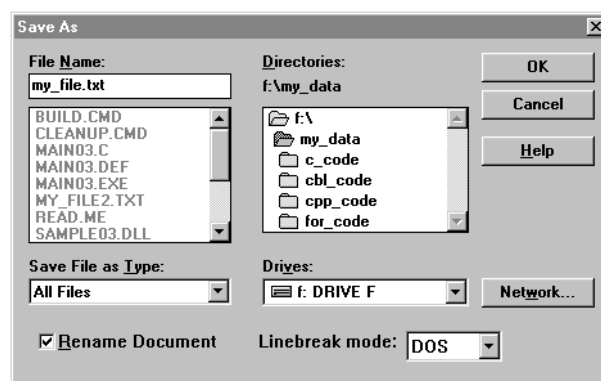 Save As
File Name:
my_file.txt
BUILD.CMD
CLEANUP.CMD
MAIN03.C
MAIN03.DEF
MAIN03.EXE
MY_FILE2.TXT
READ.ME
SAMPLE03.DLL
Save File as Type:
All Files
Rename Document
Directories:
f:\my_data
f:\
my_data
c_code
cbl_code
cpp_code
for_code
Drives:
f: DRIVE F
Linebreak mode: DOS
OK
Cancel
Help
Network...